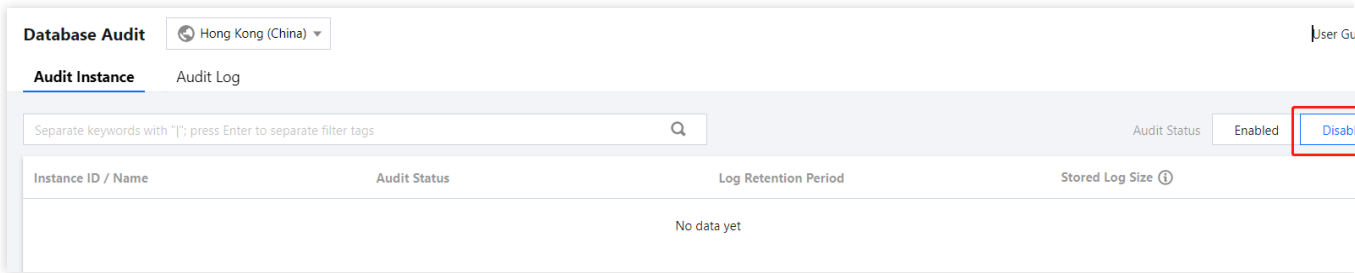 Database Audit Hong Kong (China) User Gu
Audit Instance Audit Log
Separate keywords with "|"; press Enter to separate filter tags Audit Status Enabled Disabl
Instance ID / Name Audit Status Log Retention Period Stored Log Size
No data yet